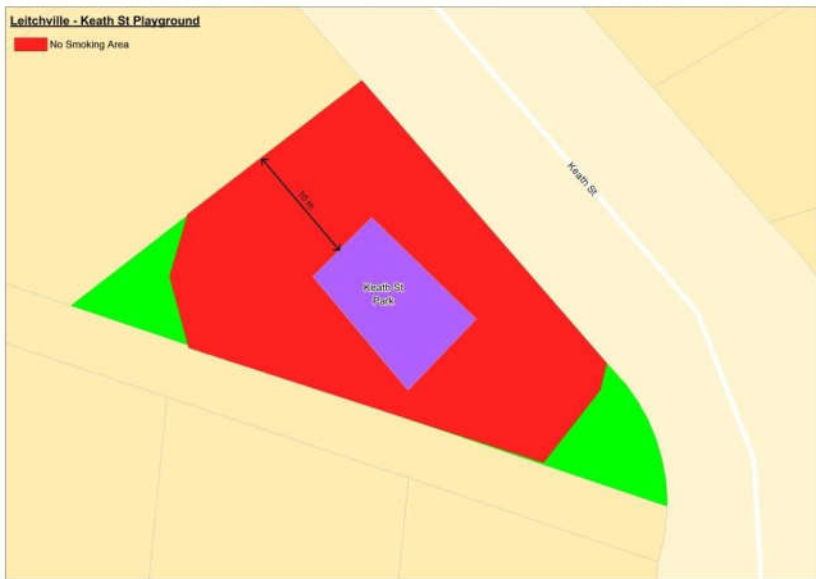 Leitchville - Keath St Playground
No Smoking Area
Keath St
10 m
Keath St
Park